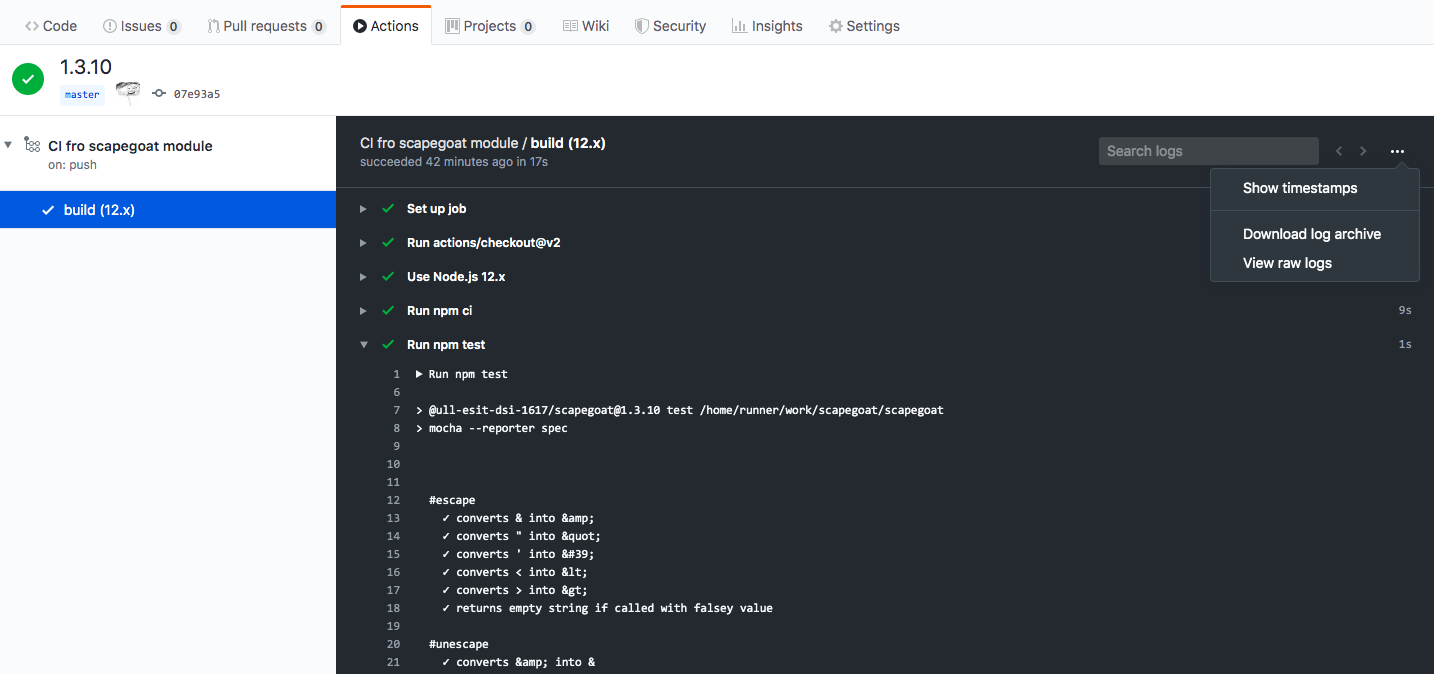 Code Issues 0 Pull requests 0 Actions Projects 0 Wiki Security Insights Settings
1.3.10
master 07e93a5
CI fro scapegoat module
on: push
build (12.x)
CI fro scapegoat module / build (12.x)
succeeded 42 minutes ago in 17s
Search logs
Show timestamps
Download log archive
View raw logs
Set up job
Run actions/checkout@v2
Use Node.js 12.x
Run npm ci 9s
Run npm test 1s
1 Run npm test
6
7 > @ull-esit-dsi-1617/scapegoat@1.3.10 test /home/runner/work/scapegoat/scapegoat
8 > mocha --reporter spec
9
10
11
12 #escape
13 ✓ converts & into &amp;
14 ✓ converts " into &quot;
15 ✓ converts ' into &#39;
16 ✓ converts < into &lt;
17 ✓ converts > into &gt;
18 ✓ returns empty string if called with falsey value
19
20 #unescape
21 ✓ converts &amp; into &